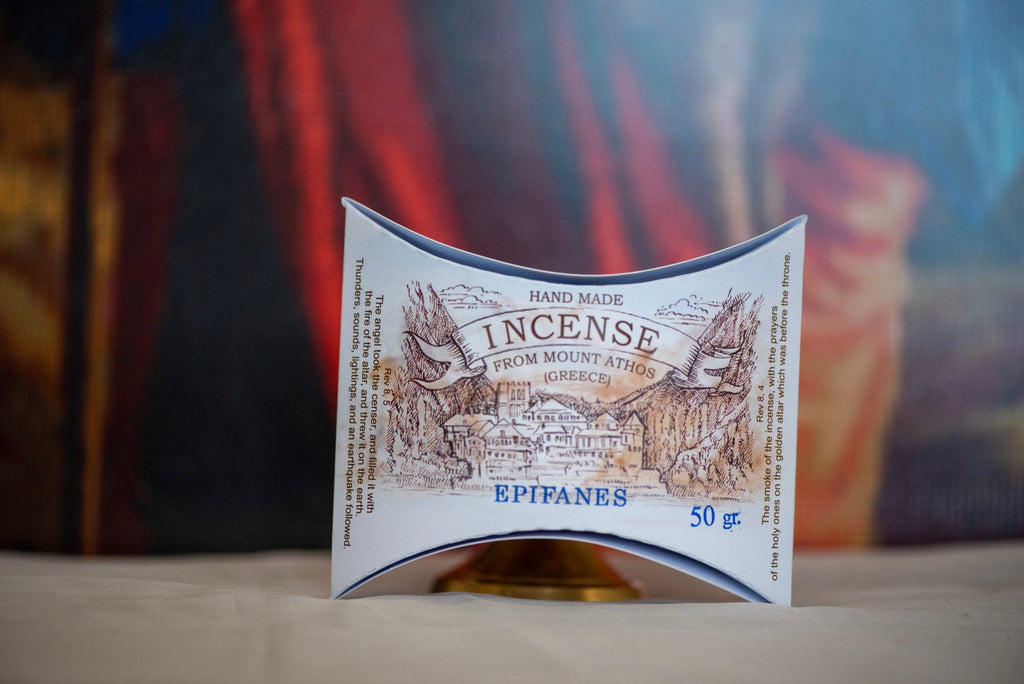 HAND MADE
INCENSE
FROM MOUNT ATHOS
(GREECE)
EPIFANES
50 gr.
The angel took the censer, and filled it with
the fire of the altar, and threw it on the earth.
Thunders, sounds, lightings, and an earthquake followed.
Rev 8, 5
Rev 8, 4
The smoke of the incense, with the prayers
of the holy ones on the golden altar which was before the throne.